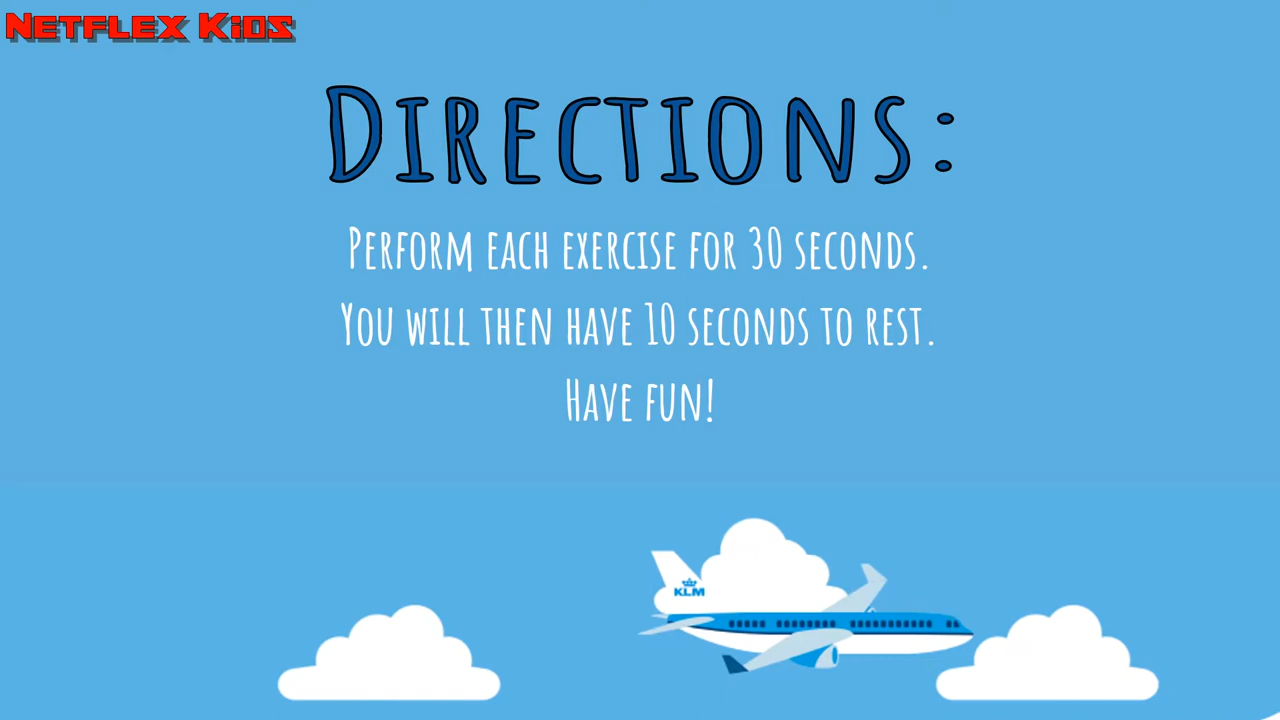 Netflex Kids
Directions:
Perform each exercise for 30 seconds.
You will then have 10 seconds to rest.
Have fun!
KLM